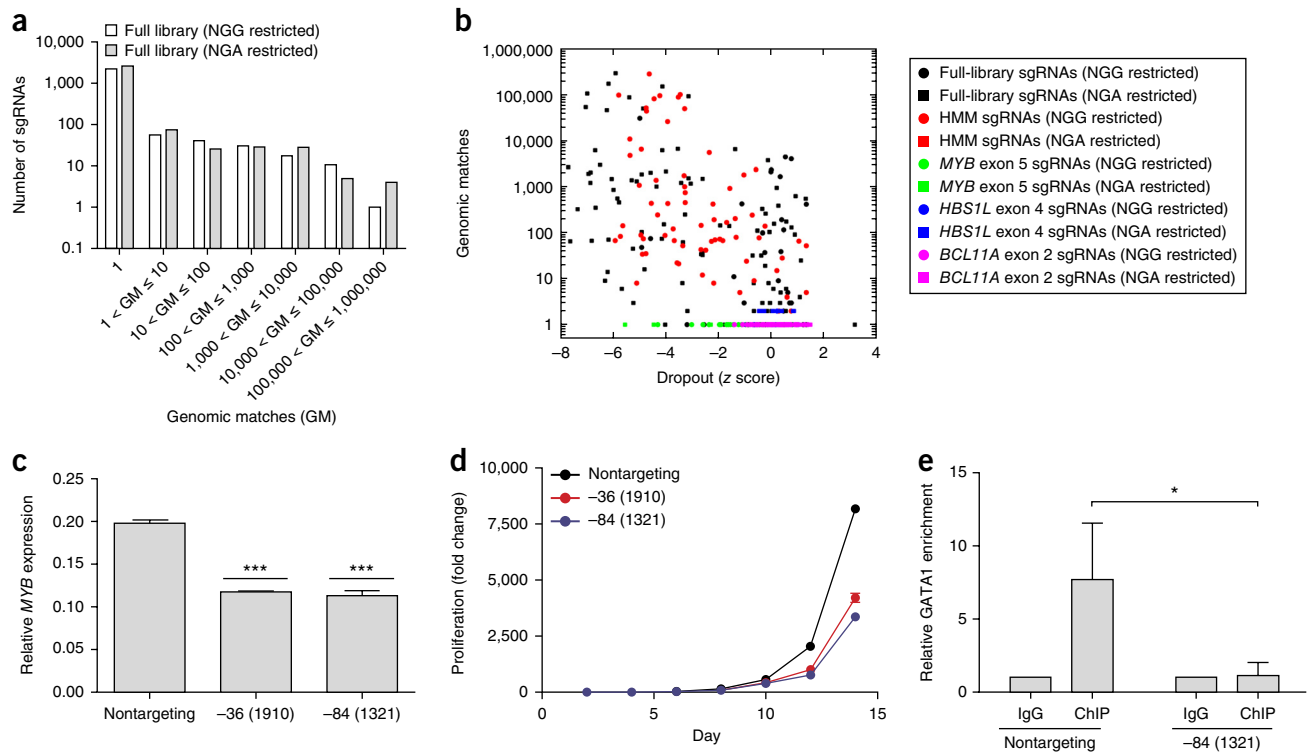 a
Full library (NGG restricted)
Full library (NGA restricted)
10,000
1,000
100
10
1
0.1
Number of sgRNAs
1
1 < GM ≤ 10
10 < GM ≤ 100
100 < GM ≤ 1,000
1,000 < GM ≤ 10,000
10,000 < GM ≤ 100,000
100,000 < GM ≤ 1,000,000
Genomic matches (GM)
b
1,000,000
100,000
10,000
1,000
100
10
1
Genomic matches
–8 –6 –4 –2 0 2 4
Dropout (z score)
Full-library sgRNAs (NGG restricted)
Full-library sgRNAs (NGA restricted)
HMM sgRNAs (NGG restricted)
HMM sgRNAs (NGA restricted)
MYB exon 5 sgRNAs (NGG restricted)
MYB exon 5 sgRNAs (NGA restricted)
HBS1L exon 4 sgRNAs (NGG restricted)
HBS1L exon 4 sgRNAs (NGA restricted)
BCL11A exon 2 sgRNAs (NGG restricted)
BCL11A exon 2 sgRNAs (NGA restricted)
c
0.25
0.20
0.15
0.10
0.05
0.00
Relative MYB expression
*** ***
Nontargeting –36 (1910) –84 (1321)
d
10,000
7,500
5,000
2,500
0
Proliferation (fold change)
Nontargeting
–36 (1910)
–84 (1321)
0 5 10 15
Day
e
15
10
5
0
Relative GATA1 enrichment
*
IgG ChIP IgG ChIP
Nontargeting –84 (1321)